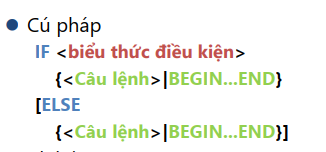 Cú pháp
IF <biểu thức điều kiện>
{<Câu lệnh>|BEGIN...END}
[ELSE
{<Câu lệnh>|BEGIN...END}]